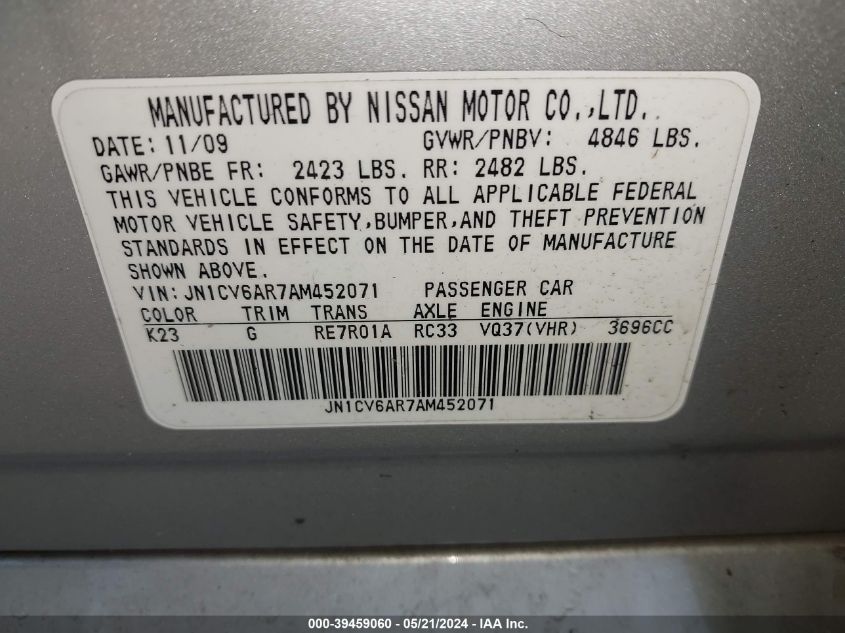 MANUFACTURED BY NISSAN MOTOR CO.,LTD.
DATE: 11/09 GVWR/PNBV: 4846 LBS.
GAWR/PNBE FR: 2423 LBS. RR: 2482 LBS.
THIS VEHICLE CONFORMS TO ALL APPLICABLE FEDERAL
MOTOR VEHICLE SAFETY,BUMPER,AND THEFT PREVENTION
STANDARDS IN EFFECT ON THE DATE OF MANUFACTURE
SHOWN ABOVE.
VIN: JN1CV6AR7AM452071 PASSENGER CAR
COLOR TRIM TRANS AXLE ENGINE
K23 G RE7R01A RC33 VQ37(VHR) 3696CC
JN1CV6AR7AM452071
000-39459060 - 05/21/2024 - IAA Inc.